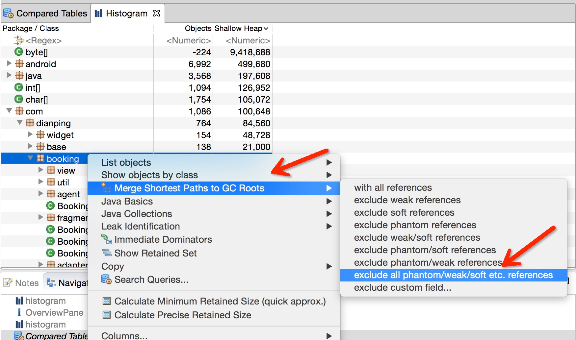 Compared Tables Histogram
Package / Class Objects Shallow Heap
<Regex> <Numeric> <Numeric>
byte[] -224 9,418,688
android 6,992 499,680
java 3,568 197,608
int[] 1,094 126,952
char[] 1,754 105,072
com 1,086 100,648
dianping 764 84,560
widget 154 48,728
base 138 21,000
booking
view
util
agent
Booking
fragmen
Booking
Booking
Booking
adapter
List objects
Show objects by class
Merge Shortest Paths to GC Roots
Java Basics
Java Collections
Leak Identification
Immediate Dominators
Show Retained Set
Copy
Search Queries...
Calculate Minimum Retained Size (quick approx.)
Calculate Precise Retained Size
Columns...
with all references
exclude weak references
exclude soft references
exclude phantom references
exclude weak/soft references
exclude phantom/soft references
exclude phantom/weak references
exclude all phantom/weak/soft etc. references
exclude custom field...
Notes Navigat
histogram
OverviewPane
histogram
Compared Table